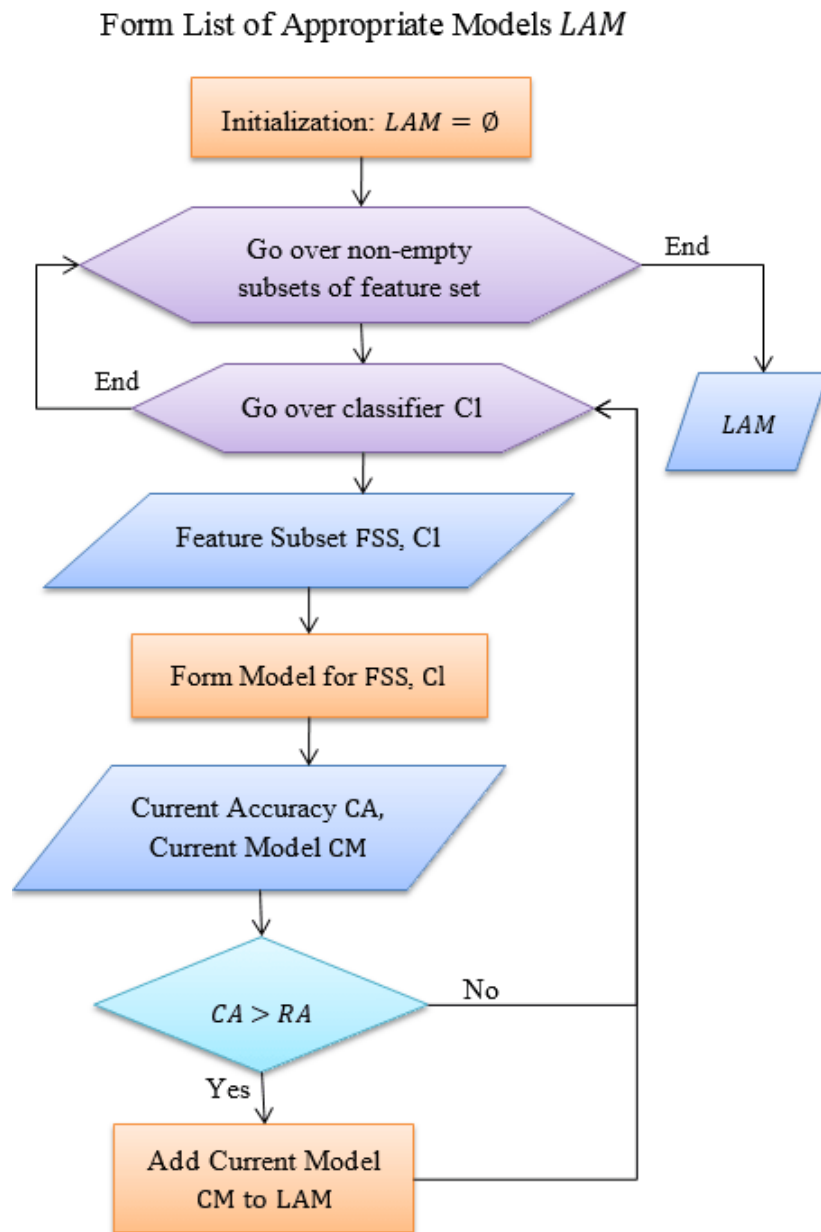 Form List of Appropriate Models LAM
Initialization: LAM = ∅
Go over non-empty
subsets of feature set
End
End
Go over classifier Cl
LAM
Feature Subset FSS, Cl
Form Model for FSS, Cl
Current Accuracy CA,
Current Model CM
CA > RA
No
Yes
Add Current Model
CM to LAM